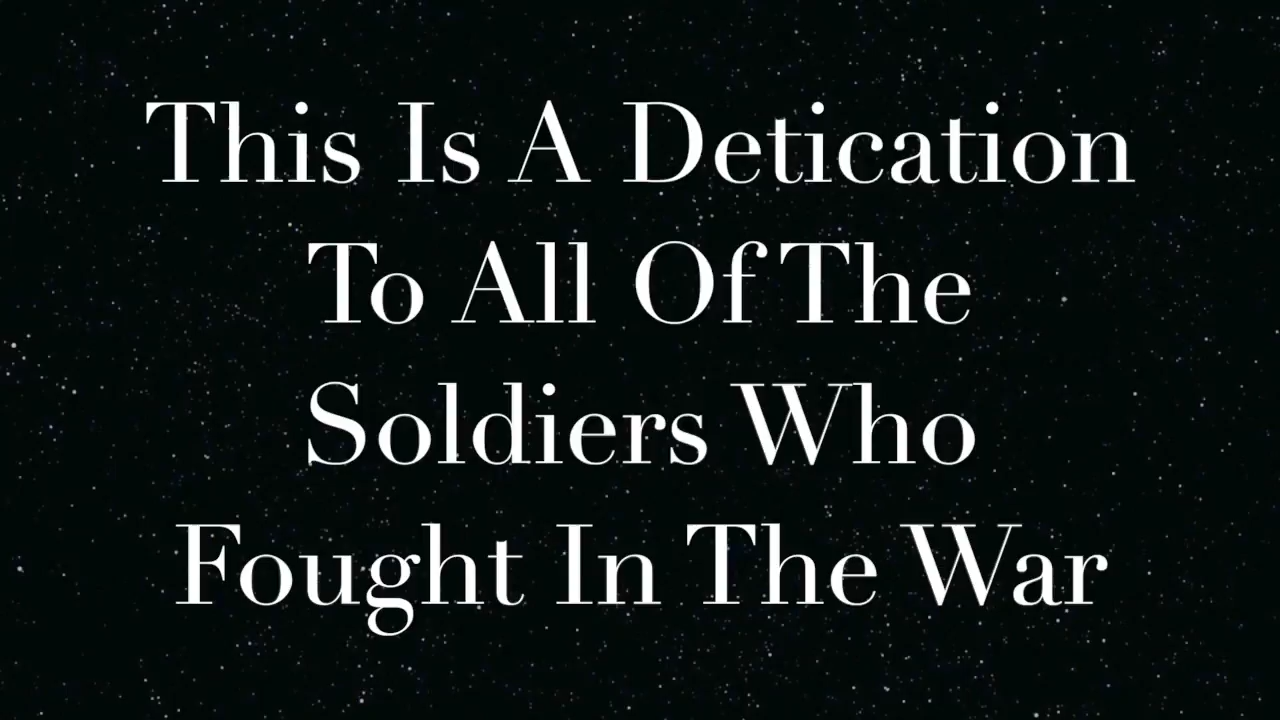 This Is A Detication
To All Of The
Soldiers Who
Fought In The War